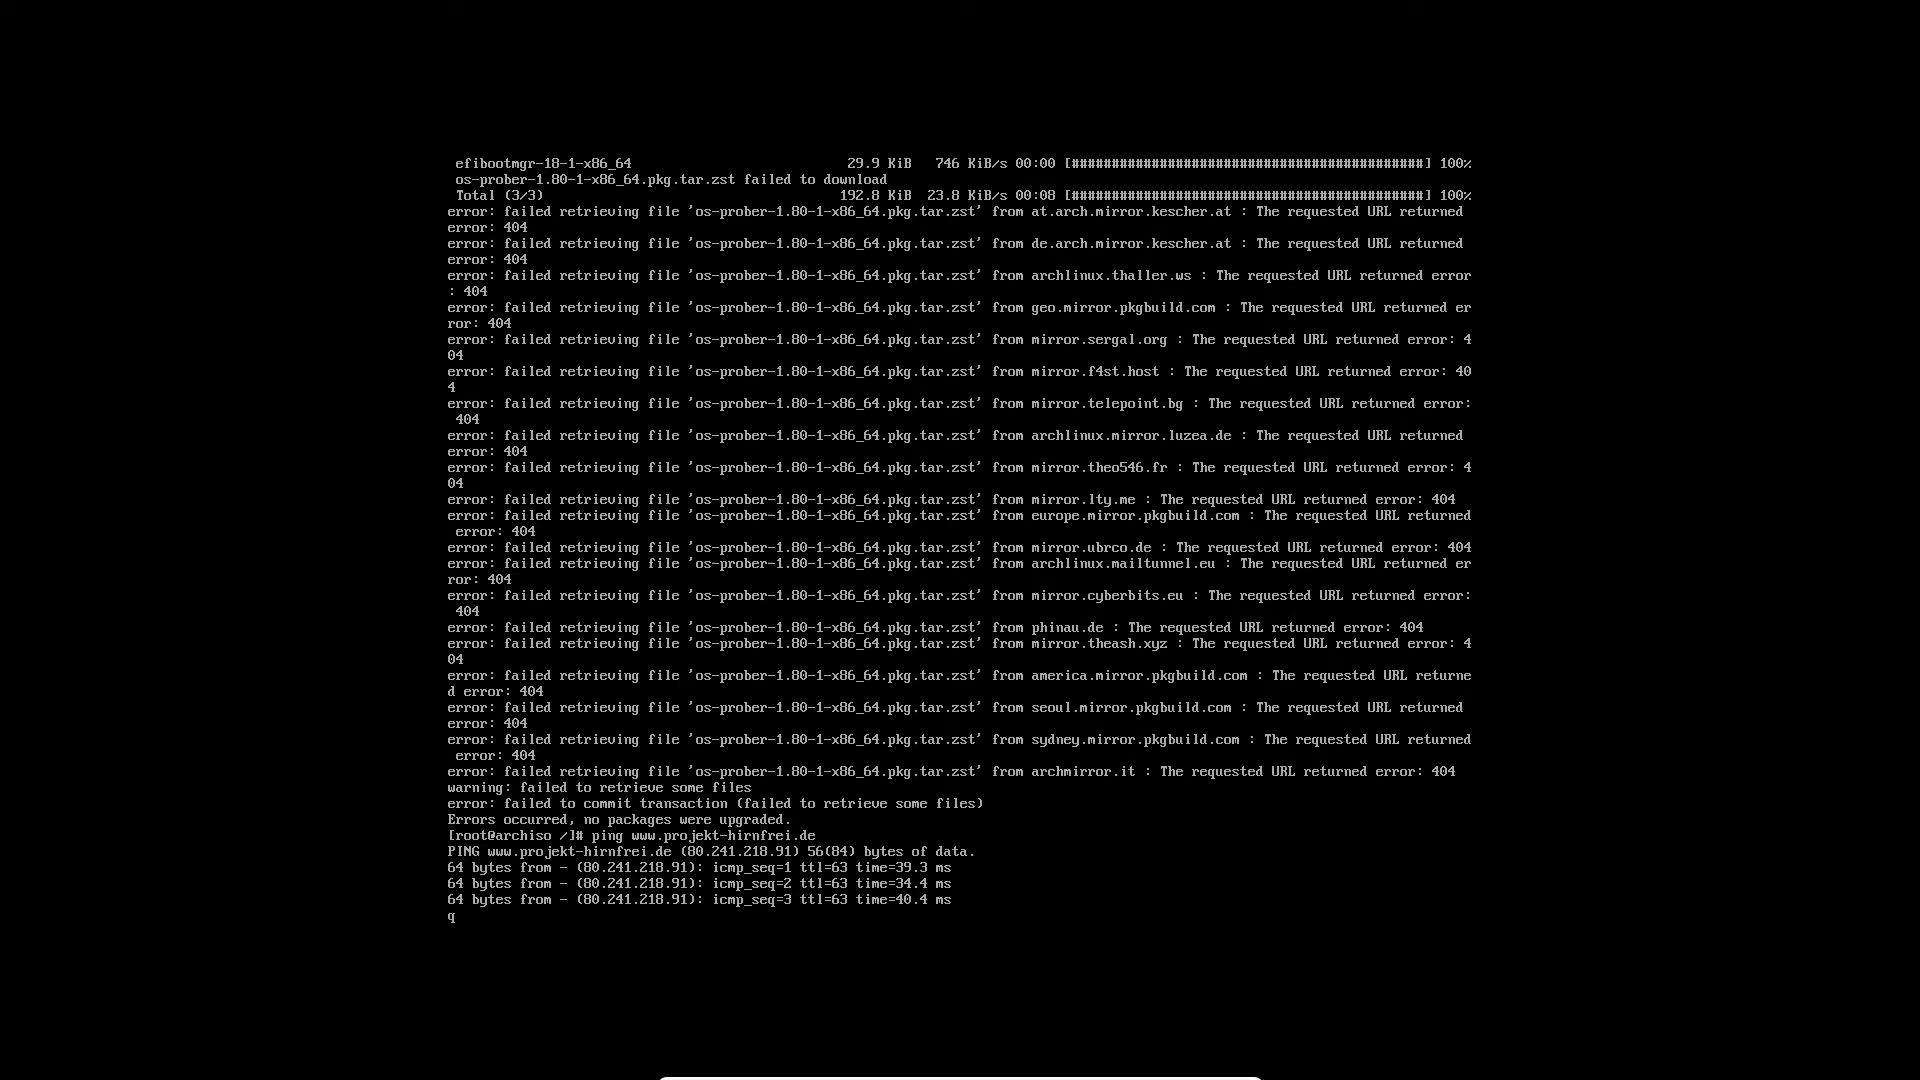 efibootmgr-18-1-x86_64 29.9 KiB 746 KiB/s 00:00 [############################################] 100%
os-prober-1.80-1-x86_64.pkg.tar.zst failed to download
Total (3/3) 192.8 KiB 23.8 KiB/s 00:08 [############################################] 100%
error: failed retrieving file 'os-prober-1.80-1-x86_64.pkg.tar.zst' from at.arch.mirror.kescher.at : The requested URL returned
error: 404
error: failed retrieving file 'os-prober-1.80-1-x86_64.pkg.tar.zst' from de.arch.mirror.kescher.at : The requested URL returned
error: 404
error: failed retrieving file 'os-prober-1.80-1-x86_64.pkg.tar.zst' from archlinux.thaller.ws : The requested URL returned error
: 404
error: failed retrieving file 'os-prober-1.80-1-x86_64.pkg.tar.zst' from geo.mirror.pkgbuild.com : The requested URL returned er
ror: 404
error: failed retrieving file 'os-prober-1.80-1-x86_64.pkg.tar.zst' from mirror.sergal.org : The requested URL returned error: 4
04
error: failed retrieving file 'os-prober-1.80-1-x86_64.pkg.tar.zst' from mirror.f4st.host : The requested URL returned error: 40
4
error: failed retrieving file 'os-prober-1.80-1-x86_64.pkg.tar.zst' from mirror.telepoint.bg : The requested URL returned error:
404
error: failed retrieving file 'os-prober-1.80-1-x86_64.pkg.tar.zst' from archlinux.mirror.luzea.de : The requested URL returned
error: 404
error: failed retrieving file 'os-prober-1.80-1-x86_64.pkg.tar.zst' from mirror.theo546.fr : The requested URL returned error: 4
04
error: failed retrieving file 'os-prober-1.80-1-x86_64.pkg.tar.zst' from mirror.lty.me : The requested URL returned error: 404
error: failed retrieving file 'os-prober-1.80-1-x86_64.pkg.tar.zst' from europe.mirror.pkgbuild.com : The requested URL returned
error: 404
error: failed retrieving file 'os-prober-1.80-1-x86_64.pkg.tar.zst' from mirror.ubrco.de : The requested URL returned error: 404
error: failed retrieving file 'os-prober-1.80-1-x86_64.pkg.tar.zst' from archlinux.mailtunnel.eu : The requested URL returned er
ror: 404
error: failed retrieving file 'os-prober-1.80-1-x86_64.pkg.tar.zst' from mirror.cyberbits.eu : The requested URL returned error:
404
error: failed retrieving file 'os-prober-1.80-1-x86_64.pkg.tar.zst' from phinau.de : The requested URL returned error: 404
error: failed retrieving file 'os-prober-1.80-1-x86_64.pkg.tar.zst' from mirror.theash.xyz : The requested URL returned error: 4
04
error: failed retrieving file 'os-prober-1.80-1-x86_64.pkg.tar.zst' from america.mirror.pkgbuild.com : The requested URL returne
d error: 404
error: failed retrieving file 'os-prober-1.80-1-x86_64.pkg.tar.zst' from seoul.mirror.pkgbuild.com : The requested URL returned
error: 404
error: failed retrieving file 'os-prober-1.80-1-x86_64.pkg.tar.zst' from sydney.mirror.pkgbuild.com : The requested URL returned
error: 404
error: failed retrieving file 'os-prober-1.80-1-x86_64.pkg.tar.zst' from archmirror.it : The requested URL returned error: 404
warning: failed to retrieve some files
error: failed to commit transaction (failed to retrieve some files)
Errors occurred, no packages were upgraded.
[root@archiso /]# ping www.projekt-hirnfrei.de
PING www.projekt-hirnfrei.de (80.241.218.91) 56(84) bytes of data.
64 bytes from - (80.241.218.91): icmp_seq=1 ttl=63 time=39.3 ms
64 bytes from - (80.241.218.91): icmp_seq=2 ttl=63 time=34.4 ms
64 bytes from - (80.241.218.91): icmp_seq=3 ttl=63 time=40.4 ms
q